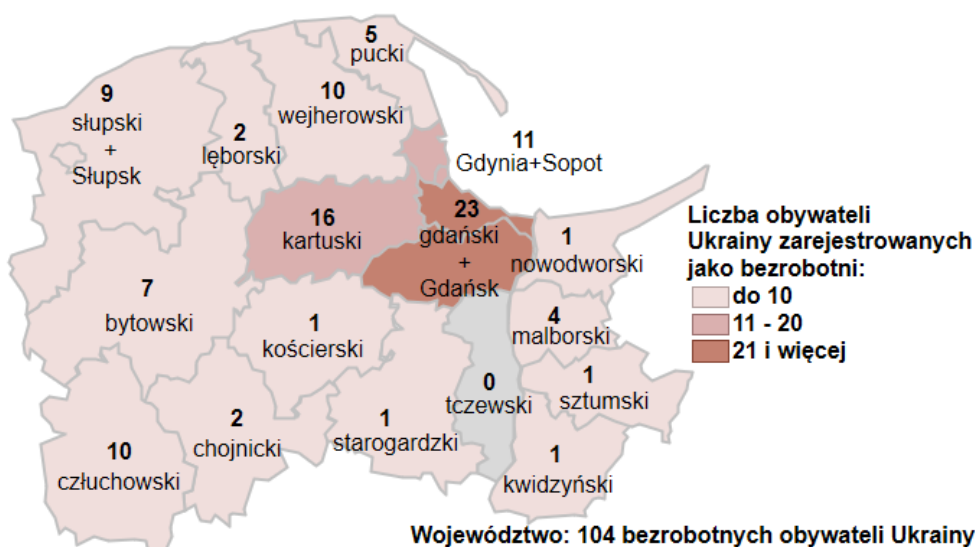 5
pucki
9
słupski
+
Słupsk
2
lęborski
10
wejherowski
11
Gdynia+Sopot
16
kartuski
23
gdański
+
Gdańsk
1
nowodworski
7
bytowski
1
kościerski
4
malborski
0
tczewski
1
sztumski
10
człuchowski
2
chojnicki
1
starogardzki
1
kwidzyński
Liczba obywateli
Ukrainy zarejestrowanych
jako bezrobotni:
do 10
11 - 20
21 i więcej
Województwo: 104 bezrobotnych obywateli Ukrainy